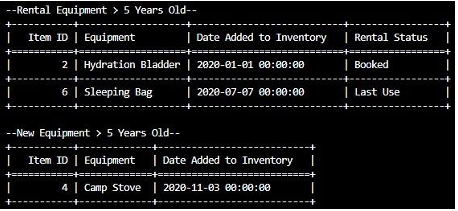 --Rental Equipment > 5 Years Old--
+-----------+-------------------+---------------------------+-----------------+
|   Item ID | Equipment         | Date Added to Inventory   | Rental Status   |
+===========+===================+===========================+=================+
|         2 | Hydration Bladder | 2020-01-01 00:00:00       | Booked          |
+-----------+-------------------+---------------------------+-----------------+
|         6 | Sleeping Bag      | 2020-07-07 00:00:00       | Last Use        |
+-----------+-------------------+---------------------------+-----------------+
--New Equipment > 5 Years Old--
+-----------+-------------+---------------------------+
|   Item ID | Equipment   | Date Added to Inventory   |
+===========+=============+===========================+
|         4 | Camp Stove  | 2020-11-03 00:00:00       |
+-----------+-------------+---------------------------+